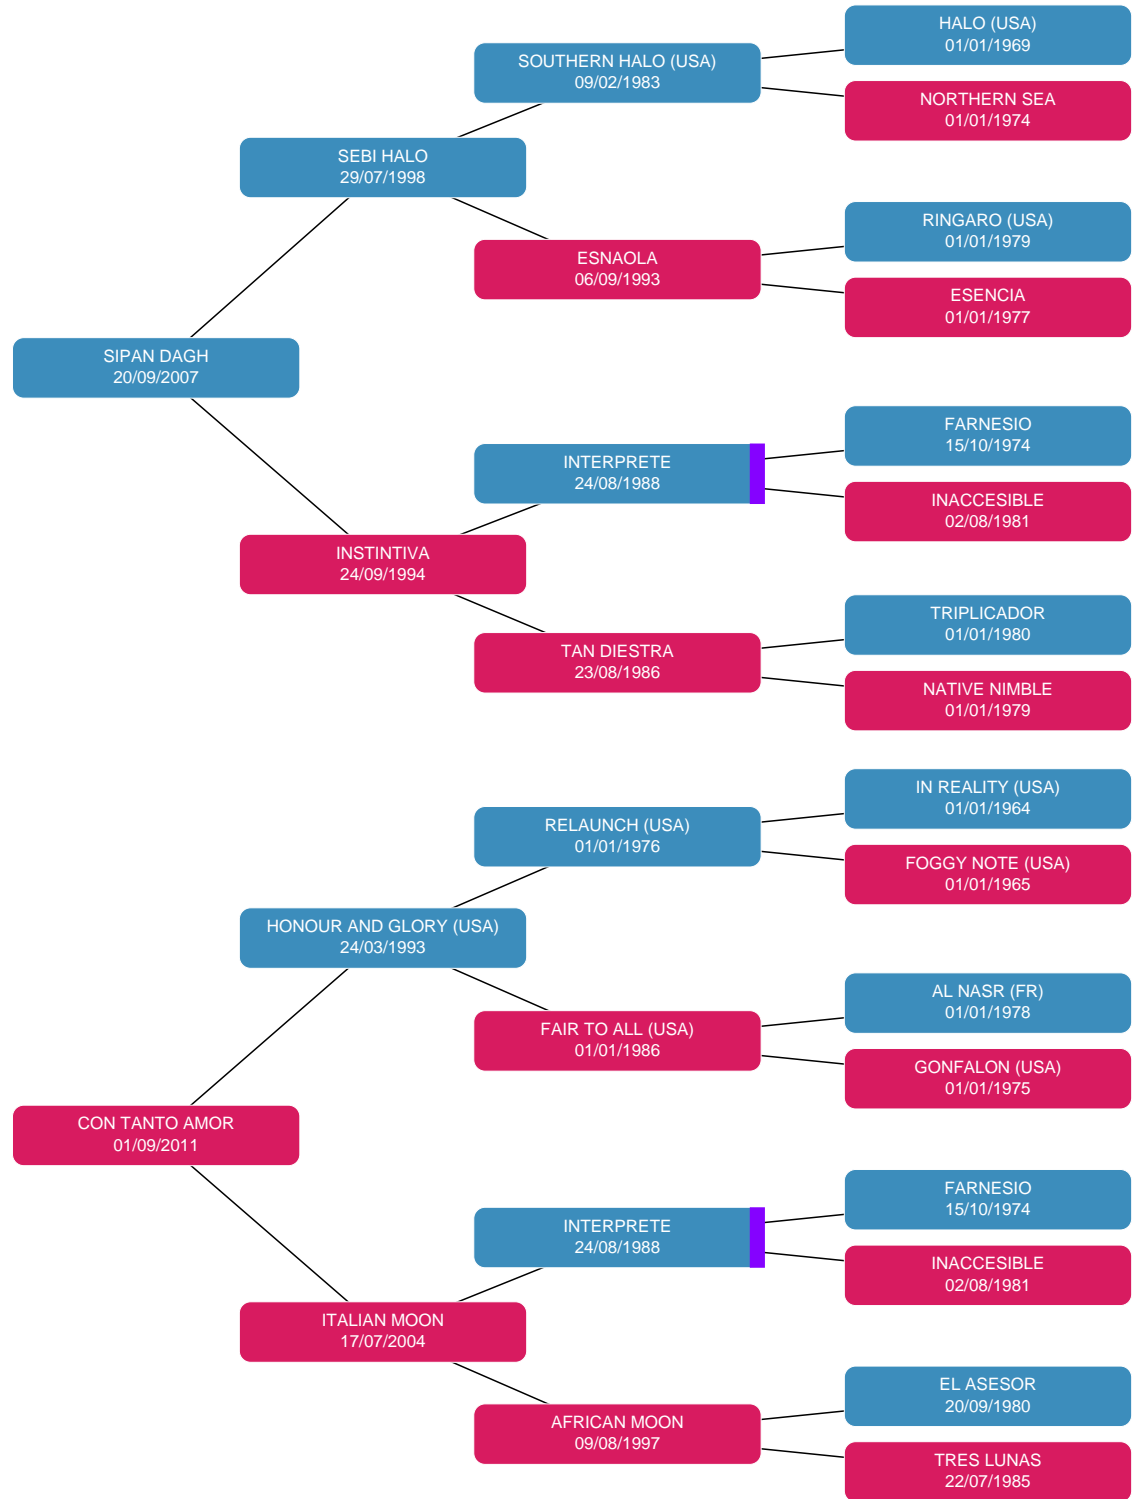 HALO (USA)
01/01/1969
SOUTHERN HALO (USA)
09/02/1983
NORTHERN SEA
01/01/1974
SEBI HALO
29/07/1998
RINGARO (USA)
01/01/1979
ESNAOLA
06/09/1993
ESENCIA
01/01/1977
SIPAN DAGH
20/09/2007
FARNESIO
15/10/1974
INTERPRETE
24/08/1988
INACCESIBLE
02/08/1981
INSTINTIVA
24/09/1994
TRIPLICADOR
01/01/1980
TAN DIESTRA
23/08/1986
NATIVE NIMBLE
01/01/1979
IN REALITY (USA)
01/01/1964
RELAUNCH (USA)
01/01/1976
FOGGY NOTE (USA)
01/01/1965
HONOUR AND GLORY (USA)
24/03/1993
AL NASR (FR)
01/01/1978
FAIR TO ALL (USA)
01/01/1986
GONFALON (USA)
01/01/1975
CON TANTO AMOR
01/09/2011
FARNESIO
15/10/1974
INTERPRETE
24/08/1988
INACCESIBLE
02/08/1981
ITALIAN MOON
17/07/2004
EL ASESOR
20/09/1980
AFRICAN MOON
09/08/1997
TRES LUNAS
22/07/1985